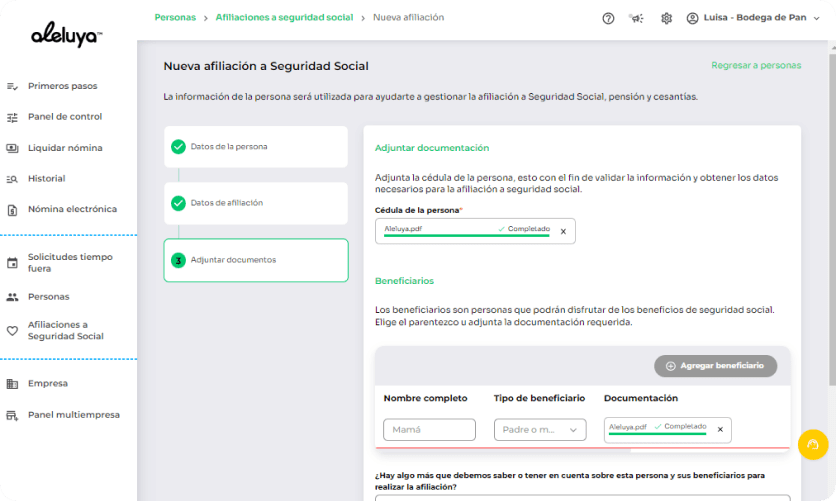 Personas > Afiliaciones a seguridad social > Nueva afiliación
Luisa - Bodega de Pan
aleluya™
Nueva afiliación a Seguridad Social
Regresar a personas
La información de la persona será utilizada para ayudarte a gestionar la afiliación a Seguridad Social, pensión y cesantías.
Primeros pasos
Panel de control
Liquidar nómina
Historial
Nómina electrónica
Solicitudes tiempo
fuera
Personas
Afiliaciones a
Seguridad Social
Empresa
Panel multiempresa
Datos de la persona
Datos de afiliación
3 Adjuntar documentos
Adjuntar documentación
Adjunta la cédula de la persona, esto con el fin de validar la información y obtener los datos
necesarios para la afiliación a seguridad social.
Cédula de la persona*
Aleluya.pdf Completado x
Beneficiarios
Los beneficiarios son personas que podrán disfrutar de los beneficios de seguridad social.
Elige el parentezco u adjunta la documentación requerida.
Agregar beneficiario
Nombre completo Tipo de beneficiario Documentación
Mamá Padre o m... Aleluya.pdf Completado x
¿Hay algo más que debemos saber o tener en cuenta sobre esta persona y sus beneficiarios para
realizar la afiliación?